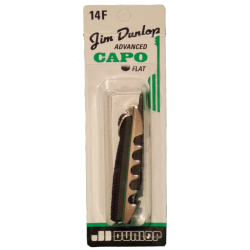 14F
Jim Dunlop
ADVANCED
CAPO
FLAT
DUNLOP